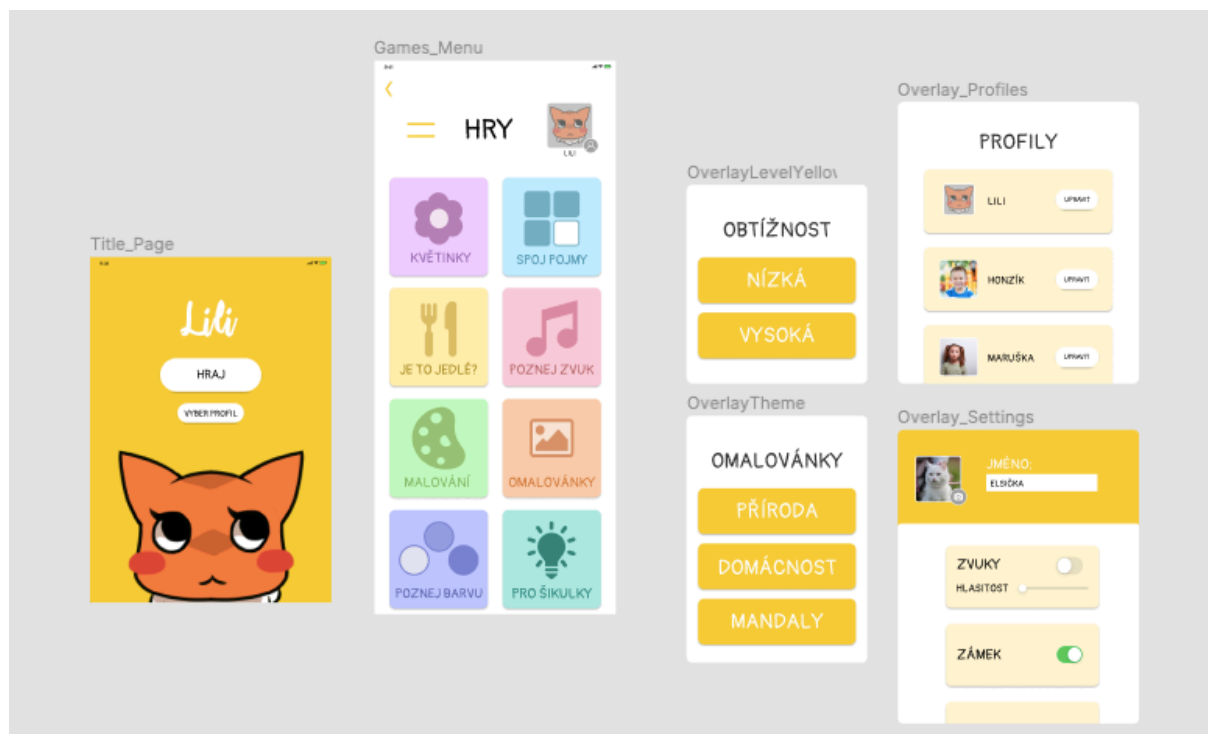 Title_Page
Lili
HRAJ
VYBER PROFIL
Games_Menu
HRY
LILI
KVĚTINKY
SPOJ POJMY
JE TO JEDLÉ?
POZNEJ ZVUK
MALOVÁNÍ
OMALOVÁNKY
POZNEJ BARVU
PRO ŠIKULKY
OverlayLevelYellow
OBTÍŽNOST
NÍZKÁ
VYSOKÁ
OverlayTheme
OMALOVÁNKY
PŘÍRODA
DOMÁCNOST
MANDALY
Overlay_Profiles
PROFILY
LILI
UPRAVIT
HONZÍK
UPRAVIT
MARUŠKA
UPRAVIT
Overlay_Settings
JMÉNO:
ELSIČKA
ZVUKY
HLASITOST
ZÁMEK